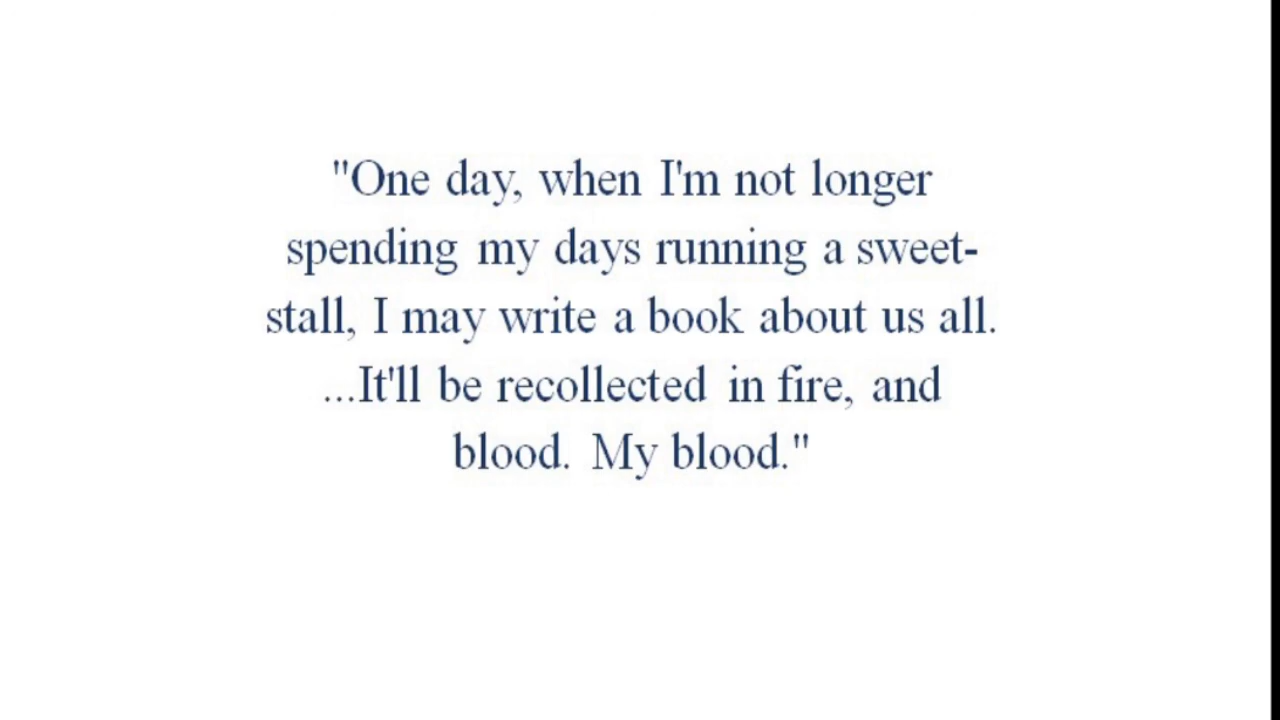 "One day, when I'm not longer
spending my days running a sweet-
stall, I may write a book about us all.
...It'll be recollected in fire, and
blood. My blood."